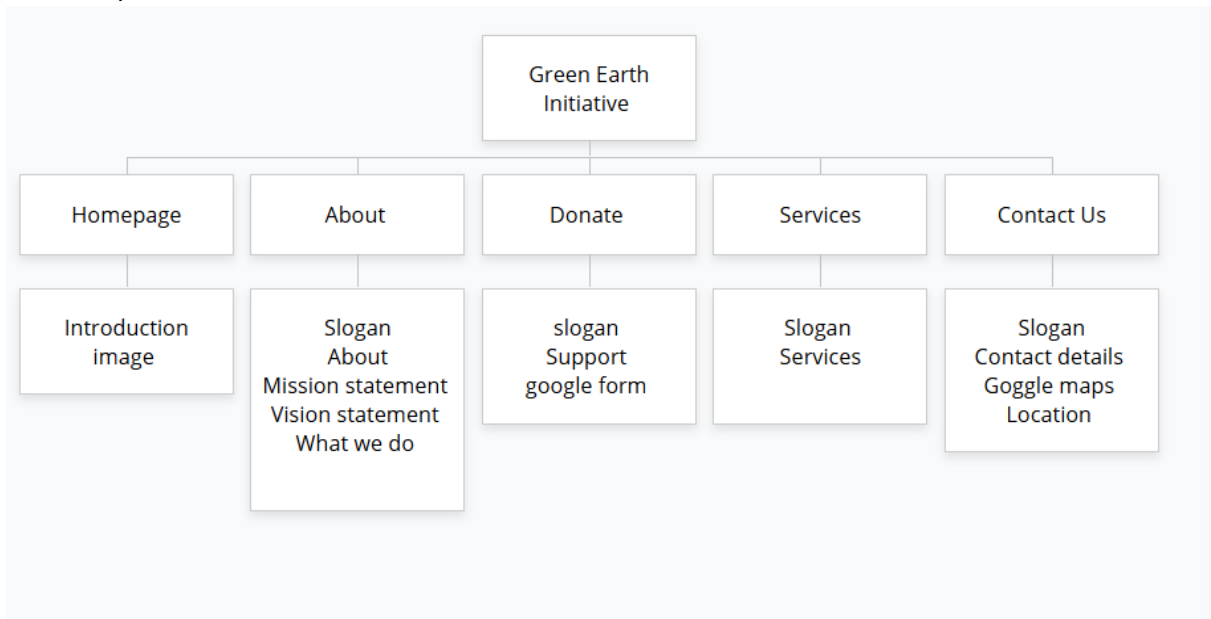 Green Earth
Initiative
Homepage
About
Donate
Services
Contact Us
Introduction
image
Slogan
About
Mission statement
Vision statement
What we do
slogan
Support
google form
Slogan
Services
Slogan
Contact details
Goggle maps
Location